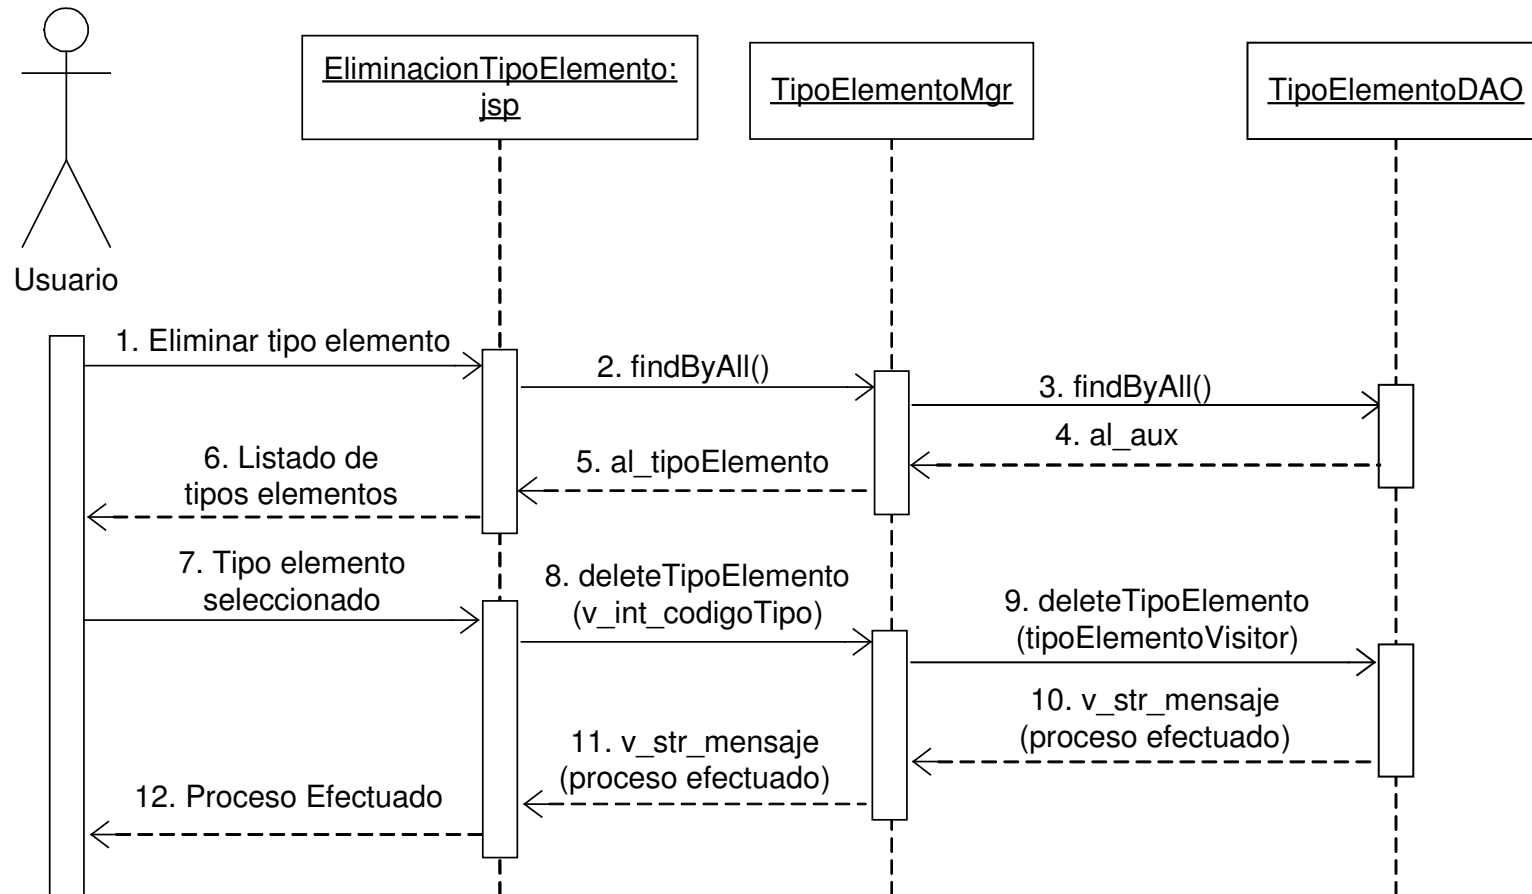 EliminacionTipoElemento:
jsp
TipoElementoMgr
TipoElementoDAO
Usuario
1. Eliminar tipo elemento
2. findByAll()
3. findByAll()
4. al_aux
5. al_tipoElemento
6. Listado de
tipos elementos
7. Tipo elemento
seleccionado
8. deleteTipoElemento
(v_int_codigoTipo)
9. deleteTipoElemento
(tipoElementoVisitor)
10. v_str_mensaje
(proceso efectuado)
11. v_str_mensaje
(proceso efectuado)
12. Proceso Efectuado